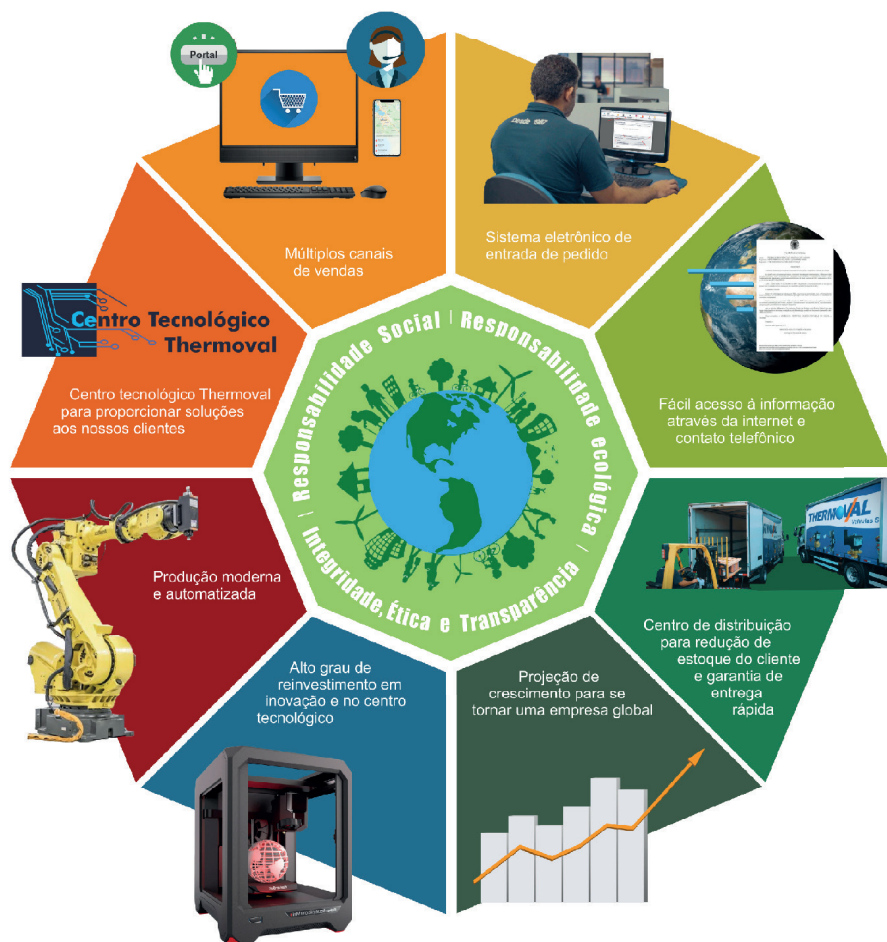 Portal
Múltiplos canais
de vendas
Desde 1987
Sistema eletrônico de
entrada de pedido
Fácil acesso á informação
através da internet e
contato telefônico
THERMOVAL
THERMOVAL
Centro de distribuição
para redução de
estoque do cliente
e garantia de
entrega
rápida
Projeção de
crescimento para se
tornar uma empresa global
Alto grau de
reinvestimento em
inovação e no centro
tecnológico
Produção moderna
e automatizada
Centro Tecnológico
Thermoval
Centro tecnológico Thermoval
para proporcionar soluções
aos nossos clientes
| Responsabilidade Social | Responsabilidade ecológica |
Integridade, Ética e Transparência